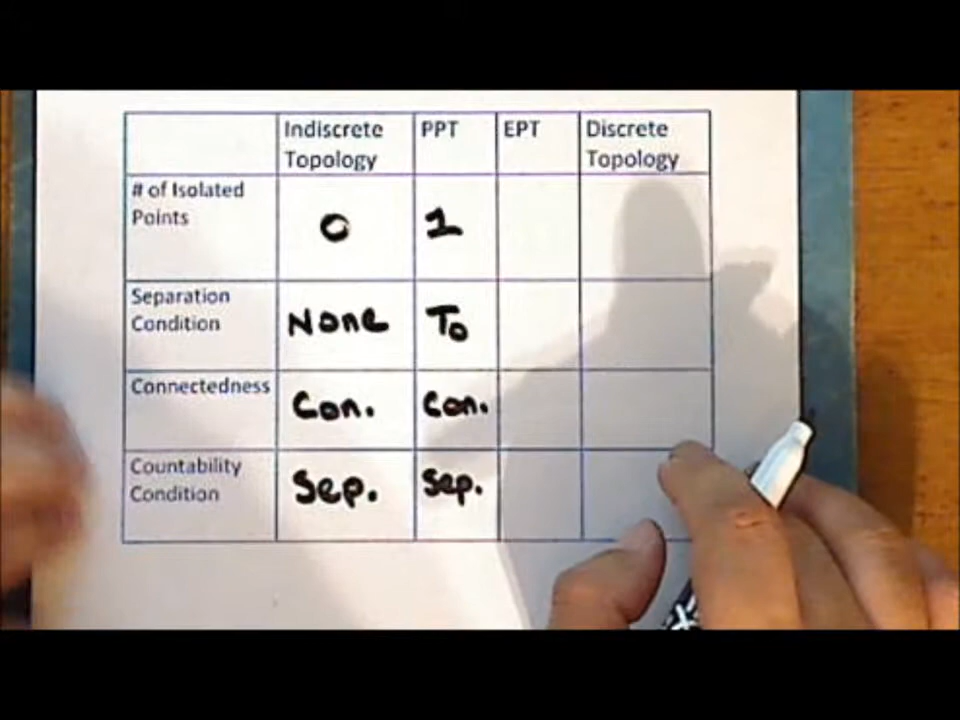 Indiscrete
Topology
PPT
EPT
Discrete
Topology
# of Isolated
Points
0
1
Separation
Condition
None
To
Connectedness
Con.
Con.
Countability
Condition
Sep.
Sep.